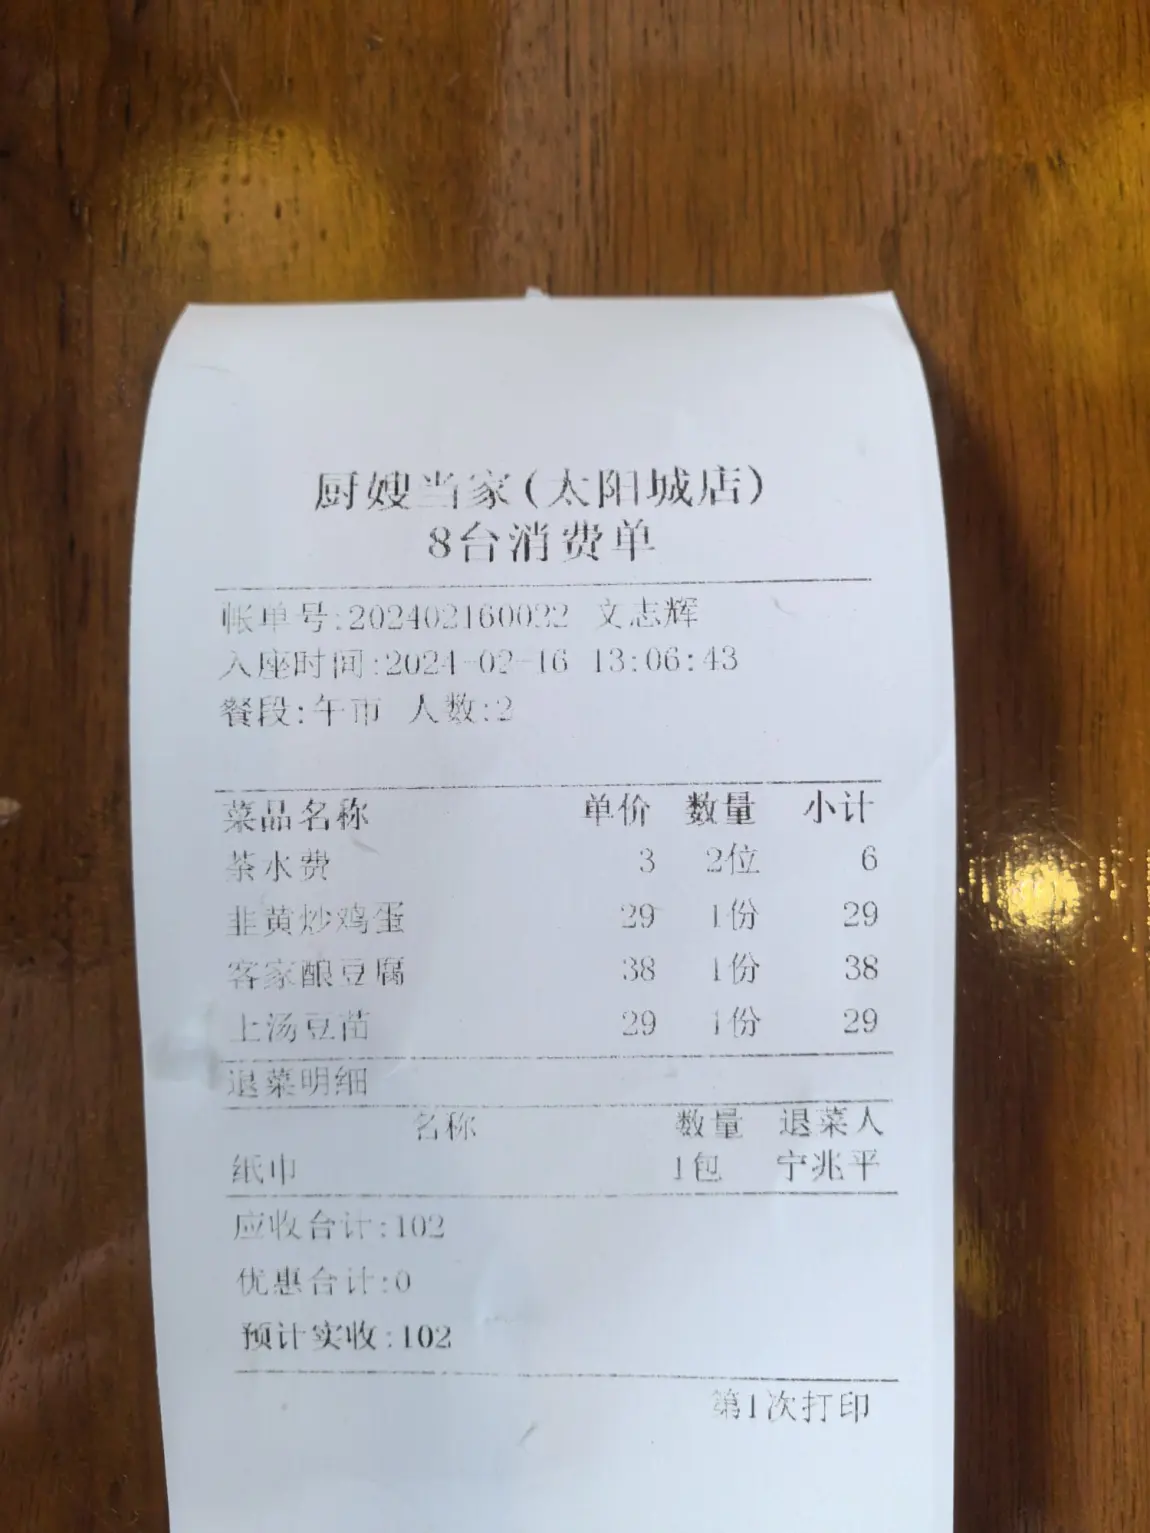 厨嫂当家(太阳城店)
8台消费单
帐单号:202402160032 文志辉
入座时间:2024-02-16 13:06:43
餐段:午市 人数:2
菜品名称 单价 数量 小计
茶水费 3 2位 6
韭黄炒鸡蛋 29 1份 29
客家酿豆腐 38 1份 38
上汤豆苗 29 1份 29
退菜明细
名称 数量 退菜人
纸巾 1包 宁兆平
应收合计:102
优惠合计:0
预计实收:102
第1次打印